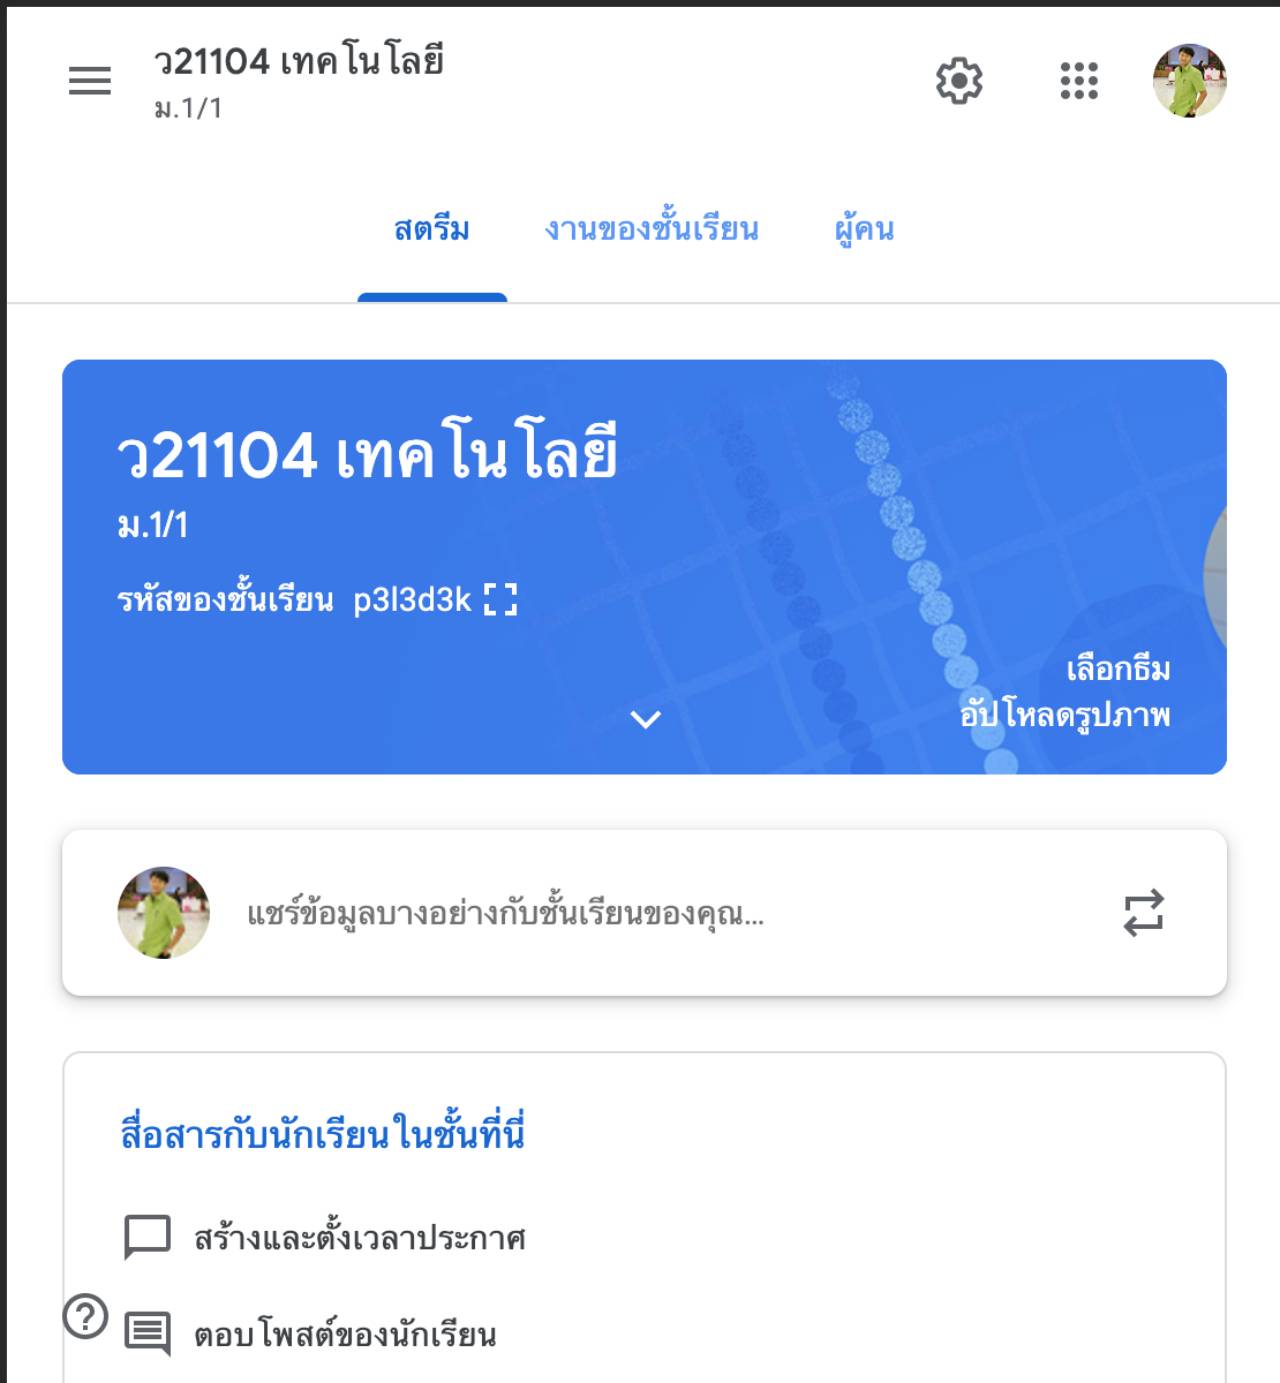 ว21104 เทคโนโลยี
ม.1/1
สตรีม งานของชั้นเรียน ผู้คน
ว21104 เทคโนโลยี
ม.1/1
รหัสของชั้นเรียน p3l3d3k
เลือกธีม
อัปโหลดรูปภาพ
แชร์ข้อมูลบางอย่างกับชั้นเรียนของคุณ...
สื่อสารกับนักเรียนในชั้นที่นี่
สร้างและตั้งเวลาประกาศ
ตอบโพสต์ของนักเรียน